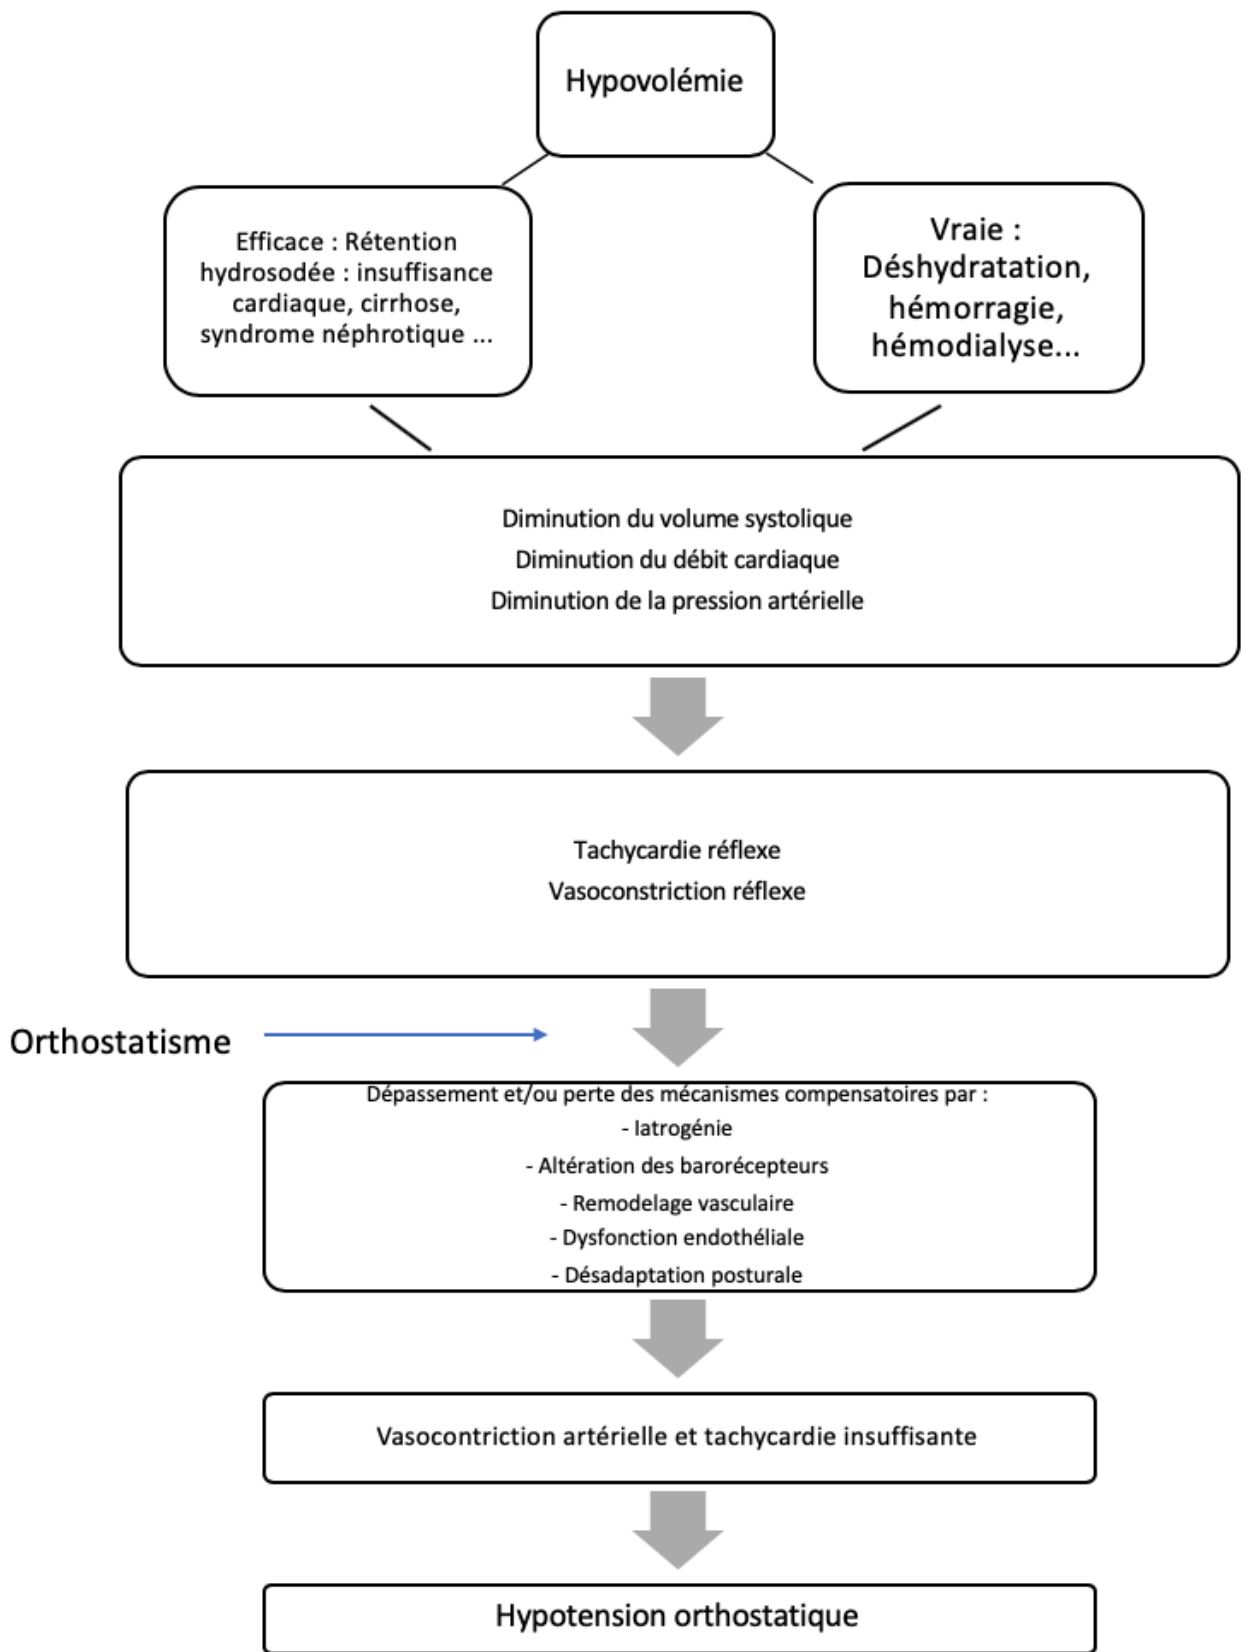 Hypovolémie
Efficace : Rétention
hydrosodée : insuffisance
cardiaque, cirrhose,
syndrome néphrotique ...
Vraie :
Déshydratation,
hémorragie,
hémodialyse...
Diminution du volume systolique
Diminution du débit cardiaque
Diminution de la pression artérielle
Tachycardie réflexe
Vasoconstriction réflexe
Orthostatisme
Dépassement et/ou perte des mécanismes compensatoires par :
- Iatrogénie
- Altération des barorécepteurs
- Remodelage vasculaire
- Dysfonction endothéliale
- Désadaptation posturale
Vasocontriction artérielle et tachycardie insuffisante
Hypotension orthostatique